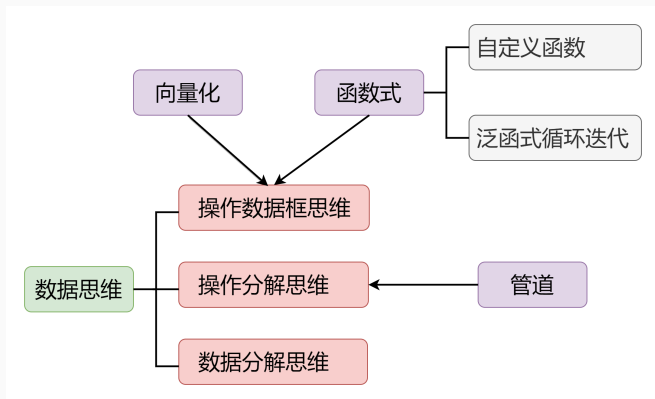 自定义函数
向量化
函数式
泛函式循环迭代
操作数据框思维
数据思维
操作分解思维
管道
数据分解思维